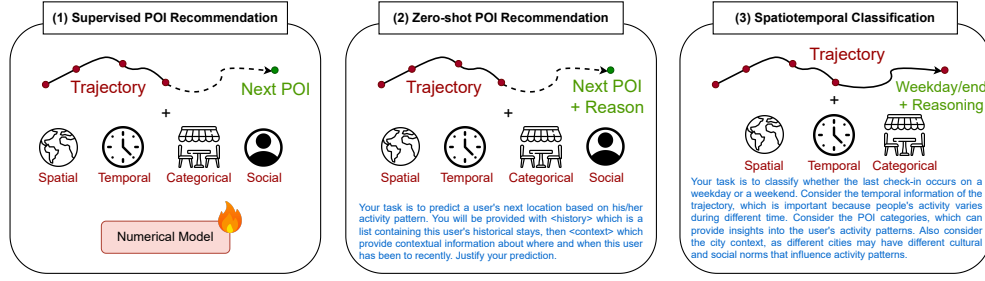 (1) Supervised POI Recommendation
Trajectory
Next POI
+
Spatial
Temporal
Categorical
Social
Numerical Model
(2) Zero-shot POI Recommendation
Trajectory
Next POI
+ Reason
+
Spatial
Temporal
Categorical
Social
Your task is to predict a user's next location based on his/her
activity pattern. You will be provided with <history> which is a
list containing this user's historical stays, then <context> which
provide contextual information about where and when this user
has been to recently. Justify your prediction.
(3) Spatiotemporal Classification
Trajectory
Weekday/end
+ Reasoning
+
Spatial
Temporal
Categorical
Your task is to classify whether the last check-in occurs on a
weekday or a weekend. Consider the temporal information of the
trajectory, which is important because people's activity varies
during different time. Consider the POI categories, which can
provide insights into the user's activity patterns. Also consider
the city context, as different cities may have different cultural
and social norms that influence activity patterns.